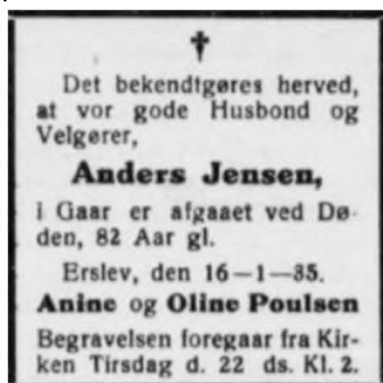 ✝
Det bekendtgøres herved,
at vor gode Husbond og
Velgører,
Anders Jensen,
i Gaar er afgaaet ved Dø-
den, 82 Aar gl.
Erslev, den 16—1—35.
Anine og Oline Poulsen
Begravelsen foregaar fra Kir-
ken Tirsdag d. 22 ds. Kl. 2.